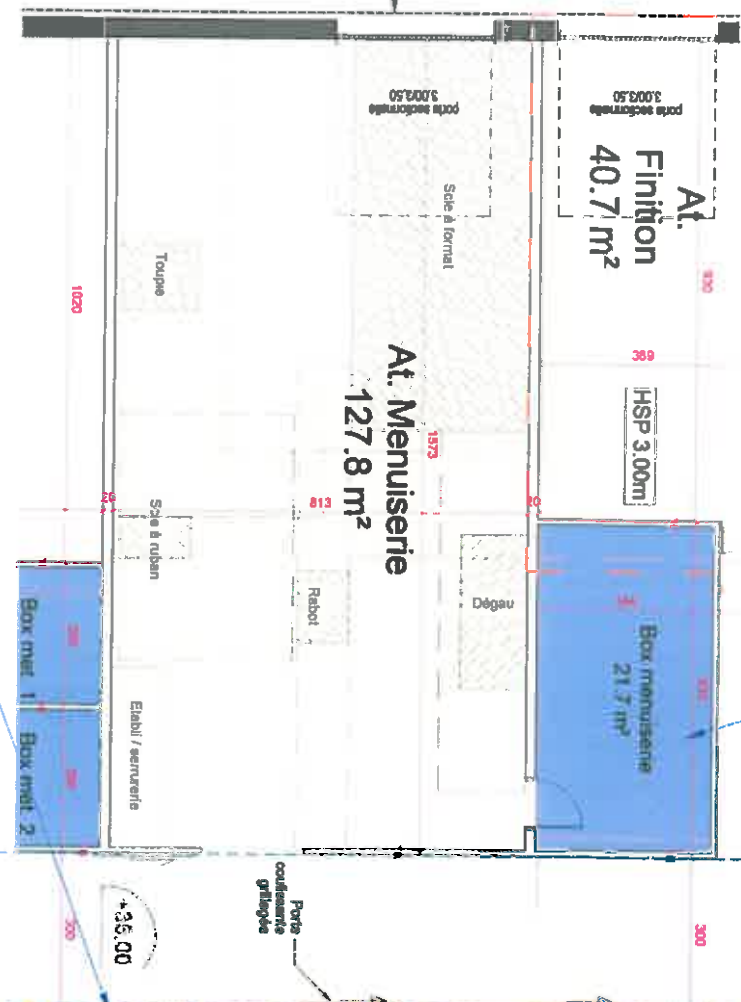 porte sectionnelle
3.00/3.50
porte sectionnelle
3.00/3.50
At.
Finition
40.7 m²
Scie à format
Toupie
1020
930
369
HSP 3.00m
At. Menuiserie
127.8 m²
1573
20
813
20
Scie à ruban
Rabot
Dégau
Box menuiserie
21.7 m²
Box met. 1
Box mét. 2
Etabli / serrurerie
Porte
coulissante
grillagée
+35.00
300
300